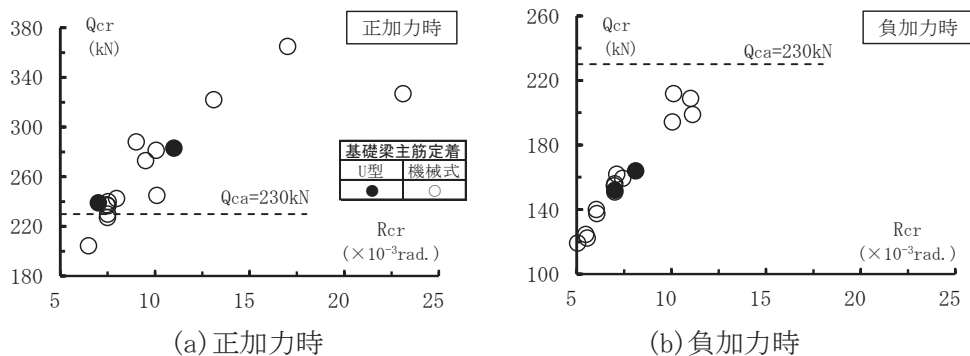 Qcr
(kN)
正加力時
380
340
300
260
220
180
基礎梁主筋定着
U型 機械式
Qca=230kN
Rcr
(×10⁻³rad.)
5 10 15 20 25
(a)正加力時
Qcr
(kN)
負加力時
Qca=230kN
260
220
180
140
100
Rcr
(×10⁻³rad.)
5 10 15 20 25
(b)負加力時